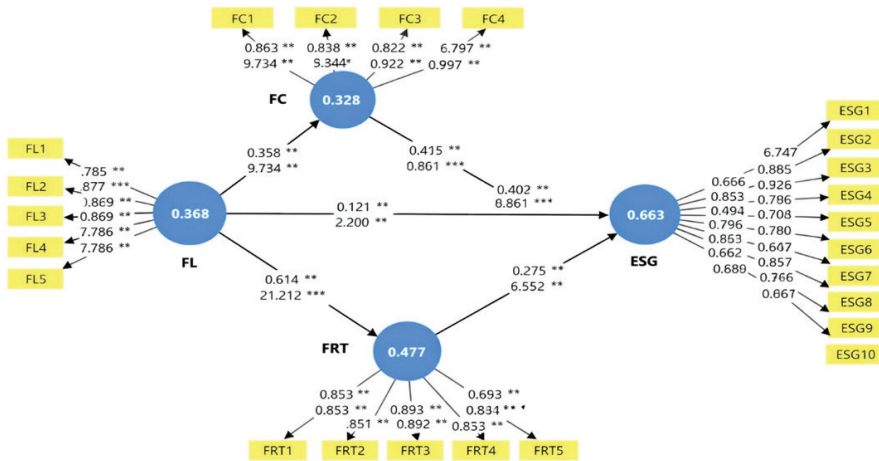 FC1 FC2 FC3 FC4
0.863 ** 0.838 ** 0.822 ** 6.797 **
9.734 ** 0.922 ** 0.997 **
FC 0.328
FL1
FL2
FL3
FL4
FL5
.785 **
.877 ***
0.869 **
0.869 **
7.786 **
7.786 **
0.368
FL
0.358 **
9.734 **
0.415 **
0.861 ***
0.402 **
0.121 **
2.200 **
0.663
ESG
0.614 **
21.212 ***
0.275 **
6.552 **
FRT 0.477
6.747
0.666 0.885
0.853 0.926
0.494 0.786
0.796 0.708
0.853 0.780
0.662 0.667
0.689 0.857
0.766
0.667
ESG1
ESG2
ESG3
ESG4
ESG5
ESG6
ESG7
ESG8
ESG9
ESG10
0.853 ** 0.893 ** 0.693 **
0.853 ** .851 ** 0.892 ** 0.853 **
FRT1 FRT2 FRT3 FRT4 FRT5